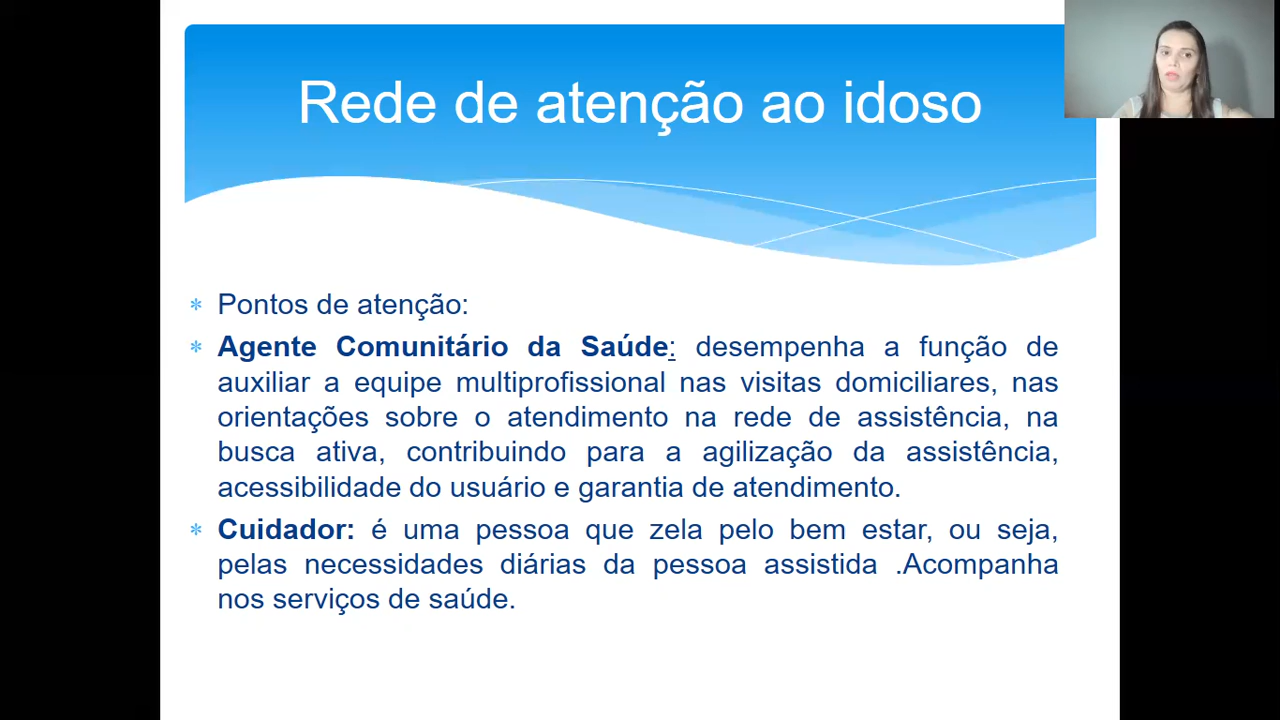 Rede de atenção ao idoso
* Pontos de atenção:
* Agente Comunitário da Saúde: desempenha a função de
auxiliar a equipe multiprofissional nas visitas domiciliares, nas
orientações sobre o atendimento na rede de assistência, na
busca ativa, contribuindo para a agilização da assistência,
acessibilidade do usuário e garantia de atendimento.
* Cuidador: é uma pessoa que zela pelo bem estar, ou seja,
pelas necessidades diárias da pessoa assistida .Acompanha
nos serviços de saúde.